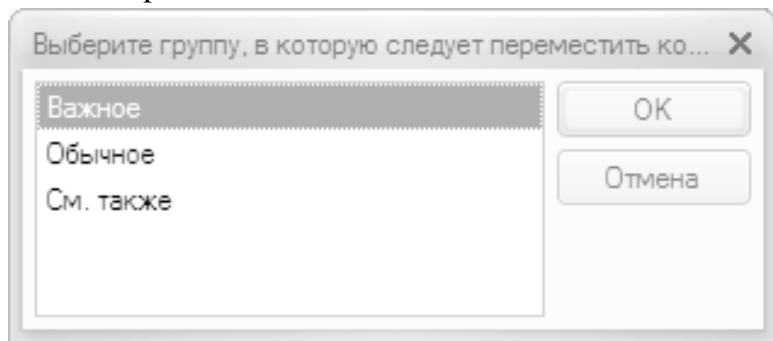 Выберите группу, в которую следует переместить ко...
Важное
Обычное
См. также
OK
Отмена